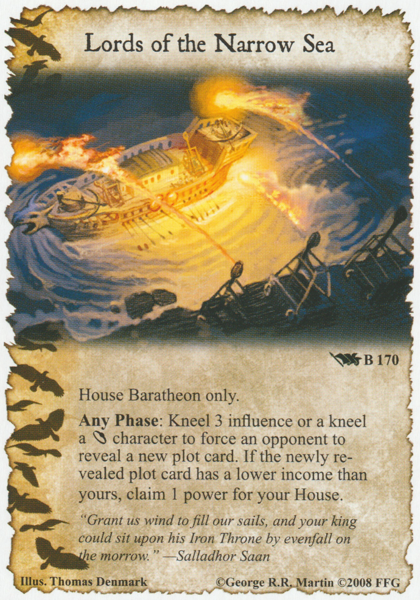 Lords of the Narrow Sea
B 170
House Baratheon only.
Any Phase: Kneel 3 influence or a kneel
a character to force an opponent to
reveal a new plot card. If the newly re-
vealed plot card has a lower income than
yours, claim 1 power for your House.
“Grant us wind to fill our sails, and your king
could sit upon his Iron Throne by evenfall on
the morrow.” —Salladhor Saan
Illus. Thomas Denmark ©George R.R. Martin ©2008 FFG